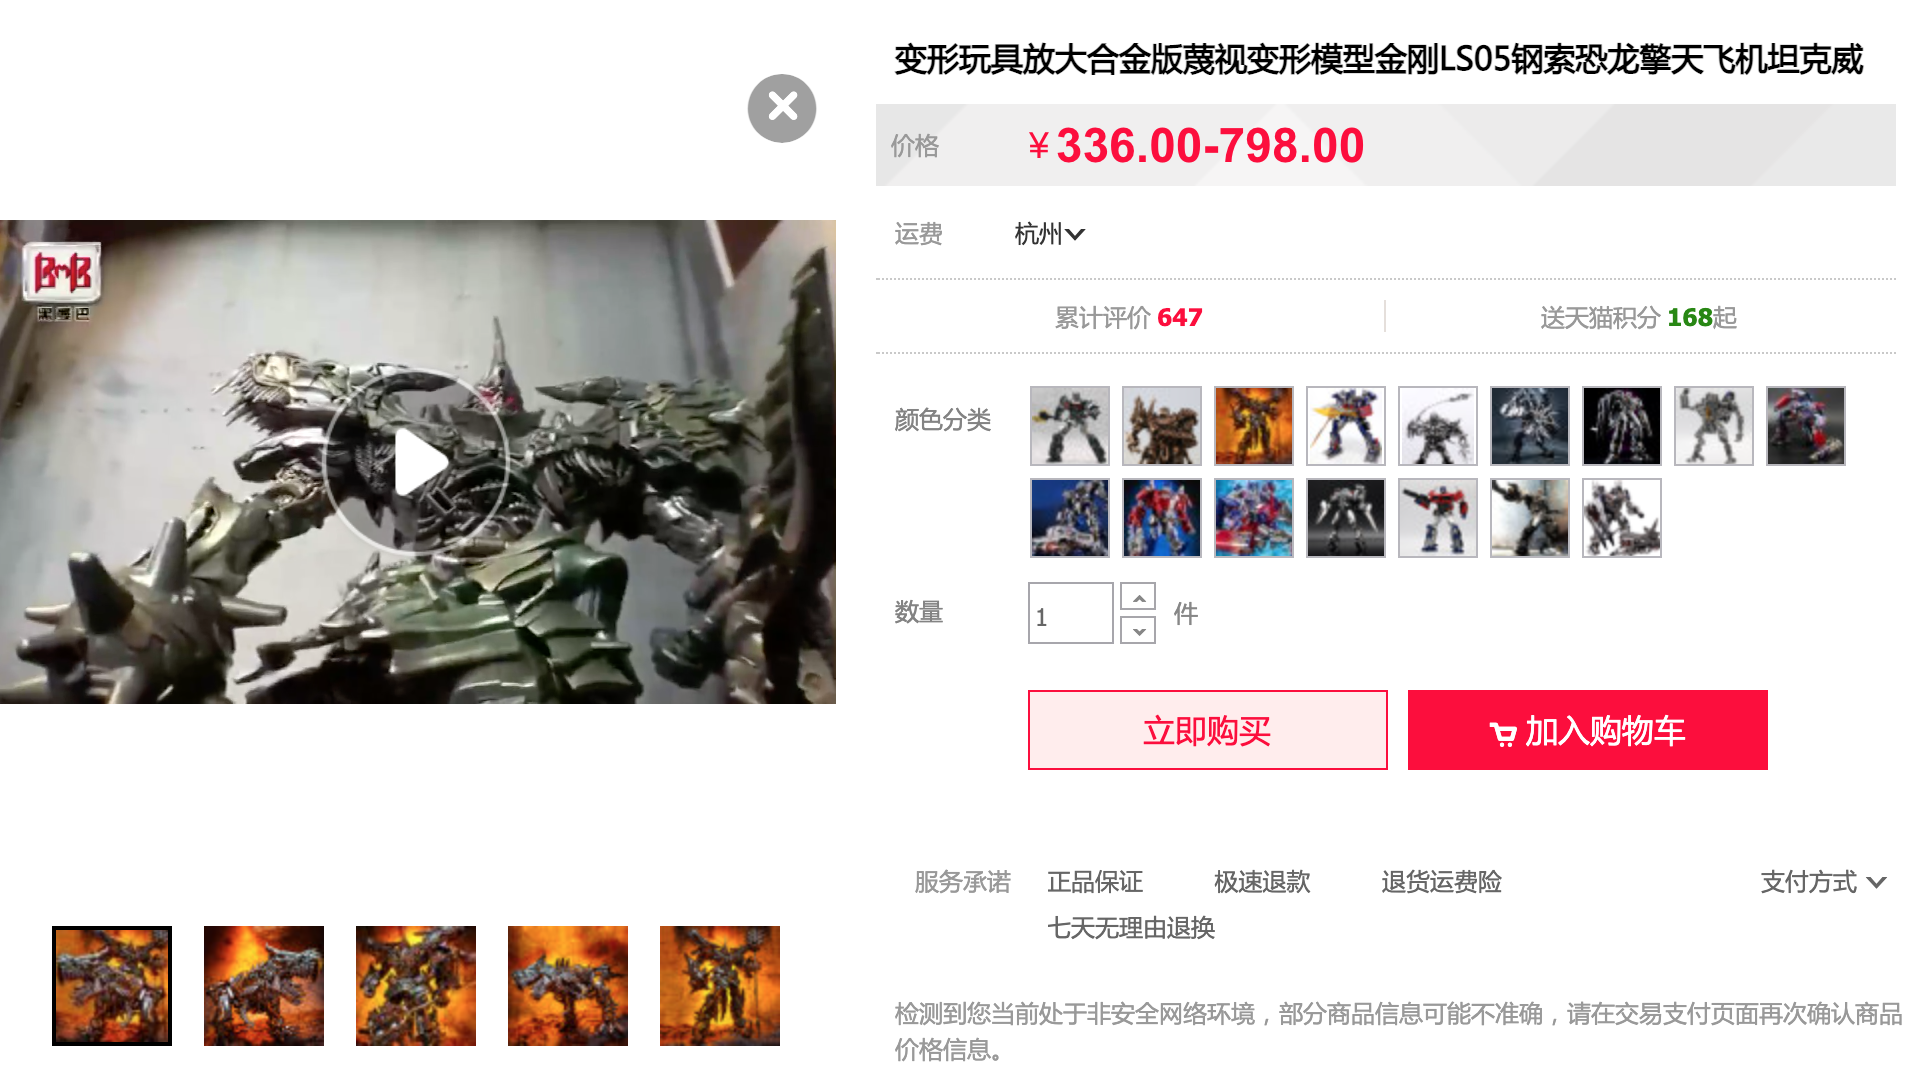 变形玩具放大合金版蔑视变形模型金刚LS05钢索恐龙擎天飞机坦克威
价格 ¥336.00-798.00
运费 杭州
累计评价 647 送天猫积分 168起
颜色分类
数量 1 件
立即购买 加入购物车
服务承诺 正品保证 极速退款 退货运费险 支付方式
七天无理由退换
检测到您当前处于非安全网络环境，部分商品信息可能不准确，请在交易支付页面再次确认商品
价格信息。
BMB
黑曼巴